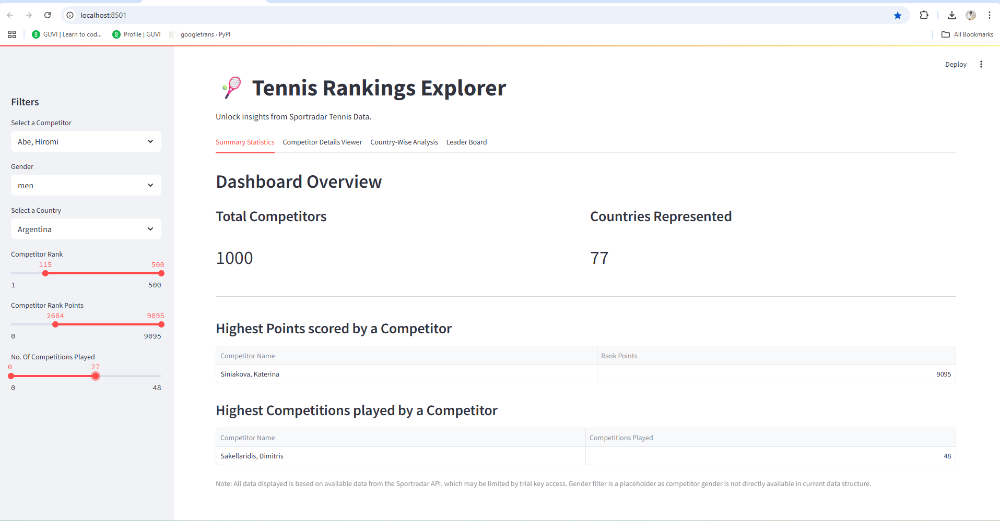 localhost:8501
GUVI | Learn to cod...
Profile | GUVI
googletrans · PyPI
All Bookmarks
Deploy
Filters
Select a Competitor
Abe, Hiromi
Gender
men
Select a Country
Argentina
Competitor Rank
115 500
1 500
Competitor Rank Points
2684 9095
0 9095
No. Of Competitions Played
0 27
0 48
Tennis Rankings Explorer
Unlock insights from Sportradar Tennis Data.
Summary Statistics Competitor Details Viewer Country-Wise Analysis Leader Board
Dashboard Overview
Total Competitors
1000
Countries Represented
77
Highest Points scored by a Competitor
Competitor Name Rank Points
Siniakova, Katerina 9095
Highest Competitions played by a Competitor
Competitor Name Competitions Played
Sakellaridis, Dimitris 48
Note: All data displayed is based on available data from the Sportradar API, which may be limited by trial key access. Gender filter is a placeholder as competitor gender is not directly available in current data structure.